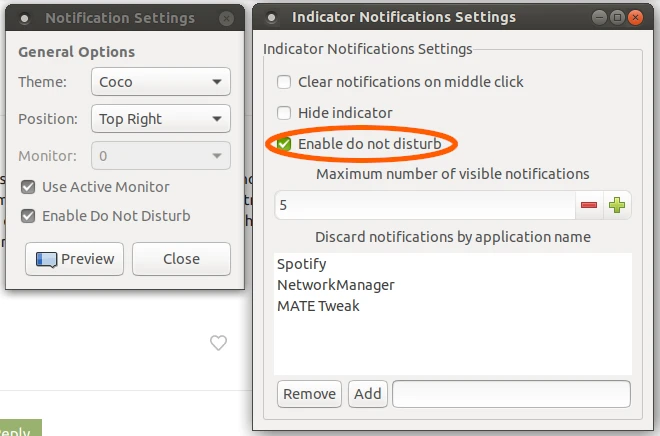 Notification Settings
General Options
Theme: Coco
Position: Top Right
Monitor: 0
Use Active Monitor
Enable Do Not Disturb
Preview Close
Indicator Notifications Settings
Indicator Notifications Settings
Clear notifications on middle click
Hide indicator
Enable do not disturb
Maximum number of visible notifications
5
Discard notifications by application name
Spotify
NetworkManager
MATE Tweak
Remove Add